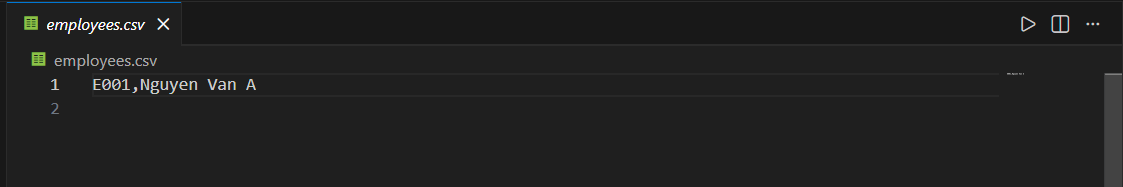 employees.csv
employees.csv
1 E001,Nguyen Van A
2